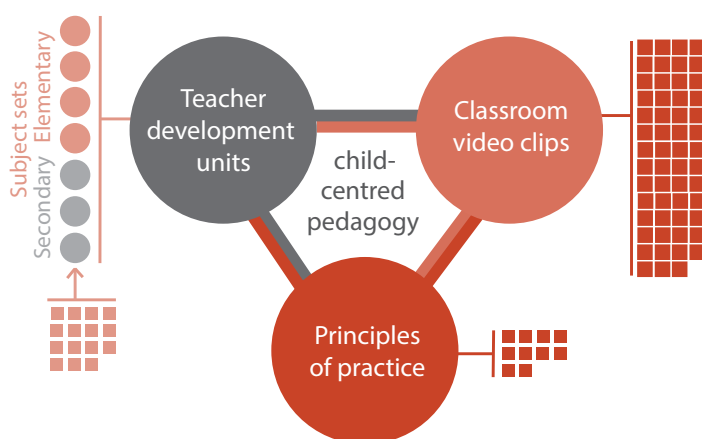 Subject sets
Elementary
Secondary
Teacher
development
units
Classroom
video clips
child-
centred
pedagogy
Principles
of practice